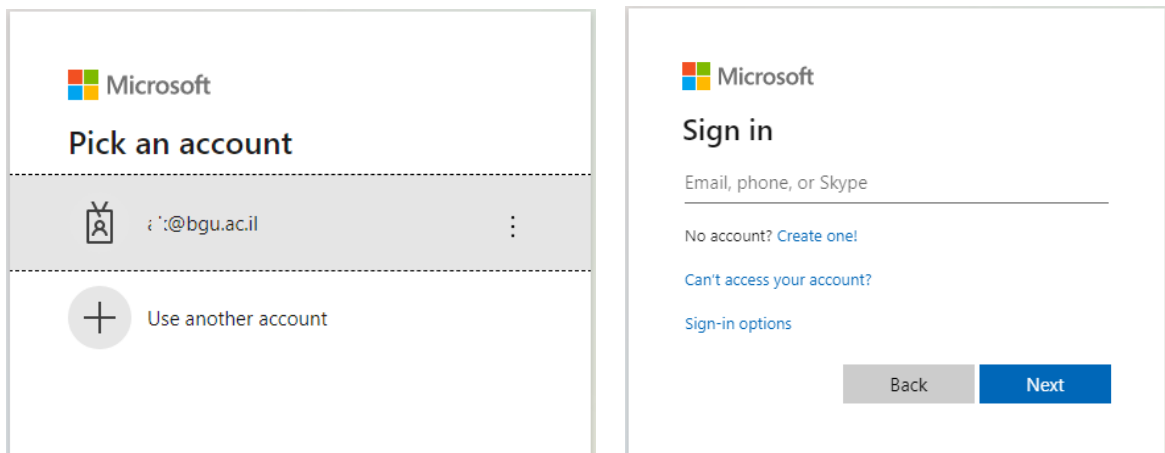 Microsoft
Pick an account
@bgu.ac.il
Use another account
Microsoft
Sign in
Email, phone, or Skype
No account? Create one!
Can't access your account?
Sign-in options
Back
Next